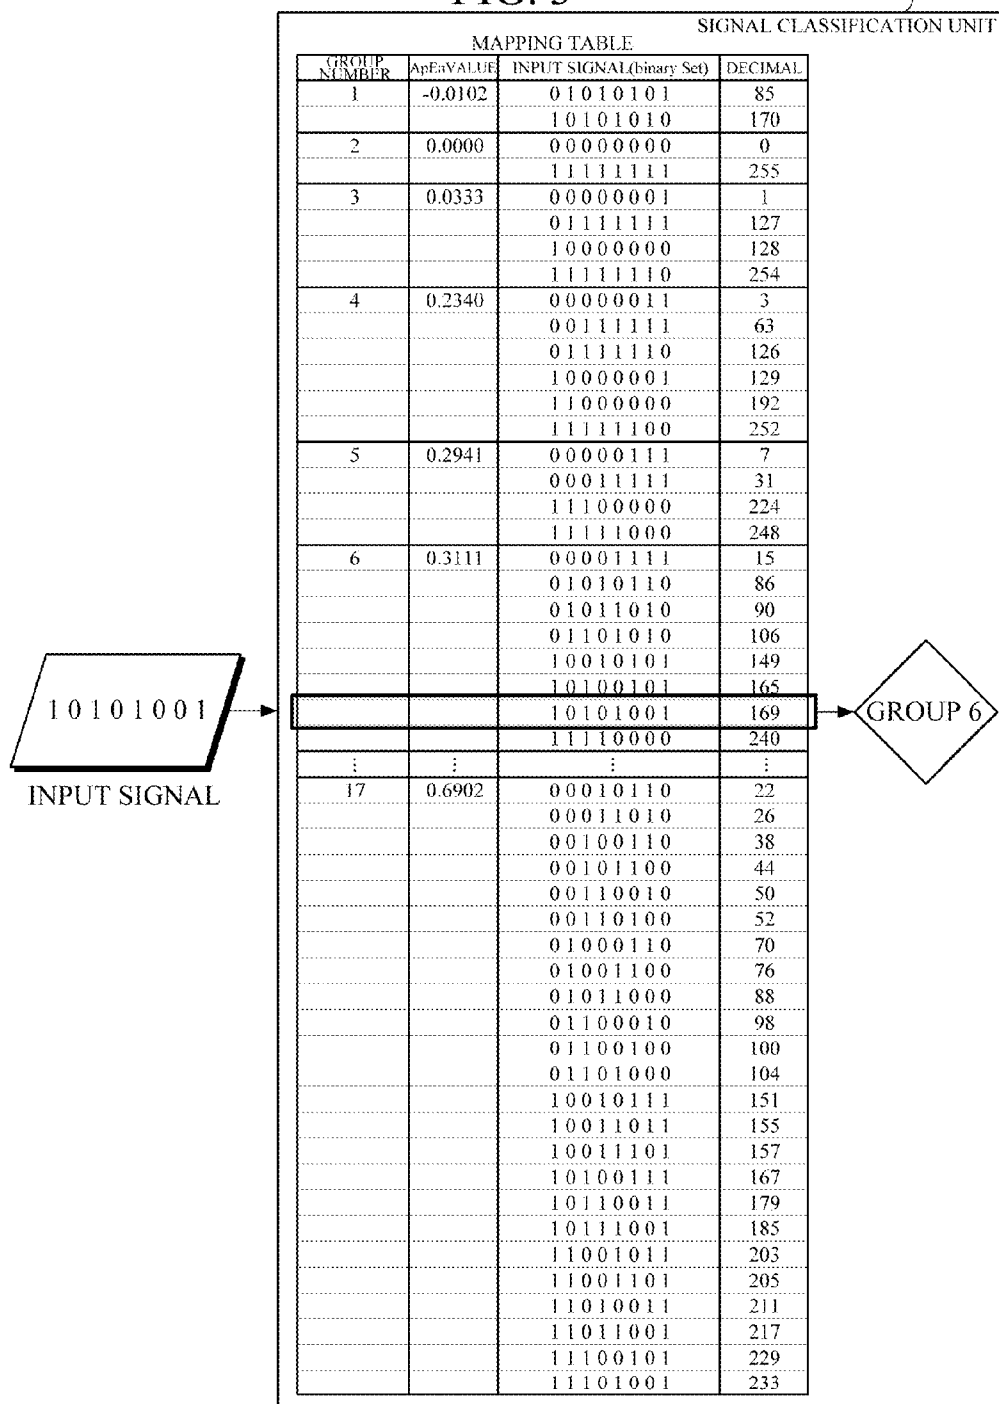 FIG. 5
SIGNAL CLASSIFICATION UNIT
MAPPING TABLE
GROUP NUMBER ApEnVALUE INPUT SIGNAL(binary Set) DECIMAL
1 -0.0102 0 1 0 1 0 1 0 1 85
1 0 1 0 1 0 1 0 170
2 0.0000 0 0 0 0 0 0 0 0 0
1 1 1 1 1 1 1 1 255
3 0.0333 0 0 0 0 0 0 0 1 1
0 1 1 1 1 1 1 1 127
1 0 0 0 0 0 0 0 128
1 1 1 1 1 1 1 0 254
4 0.2340 0 0 0 0 0 0 1 1 3
0 0 1 1 1 1 1 1 63
0 1 1 1 1 1 1 0 126
1 0 0 0 0 0 0 1 129
1 1 0 0 0 0 0 0 192
1 1 1 1 1 1 0 0 252
5 0.2941 0 0 0 0 0 1 1 1 7
0 0 0 1 1 1 1 1 31
1 1 1 0 0 0 0 0 224
1 1 1 1 1 0 0 0 248
6 0.3111 0 0 0 0 1 1 1 1 15
0 1 0 1 0 1 1 0 86
0 1 0 1 1 0 1 0 90
0 1 1 0 1 0 1 0 106
1 0 0 1 0 1 0 1 149
1 0 1 0 0 1 0 1 165
1 0 1 0 1 0 0 1 169
1 1 1 1 0 0 0 0 240
⋮ ⋮ ⋮ ⋮
17 0.6902 0 0 0 1 0 1 1 0 22
0 0 0 1 1 0 1 0 26
0 0 1 0 0 1 1 0 38
0 0 1 0 1 1 0 0 44
0 0 1 1 0 0 1 0 50
0 0 1 1 0 1 0 0 52
0 1 0 0 0 1 1 0 70
0 1 0 0 1 1 0 0 76
0 1 0 1 1 0 0 0 88
0 1 1 0 0 0 1 0 98
0 1 1 0 0 1 0 0 100
0 1 1 0 1 0 0 0 104
1 0 0 1 0 1 1 1 151
1 0 0 1 1 0 1 1 155
1 0 0 1 1 1 0 1 157
1 0 1 0 0 1 1 1 167
1 0 1 1 0 0 1 1 179
1 0 1 1 1 0 0 1 185
1 1 0 0 1 0 1 1 203
1 1 0 0 1 1 0 1 205
1 1 0 1 0 0 1 1 211
1 1 0 1 1 0 0 1 217
1 1 1 0 0 1 0 1 229
1 1 1 0 1 0 0 1 233
1 0 1 0 1 0 0 1
INPUT SIGNAL
GROUP 6